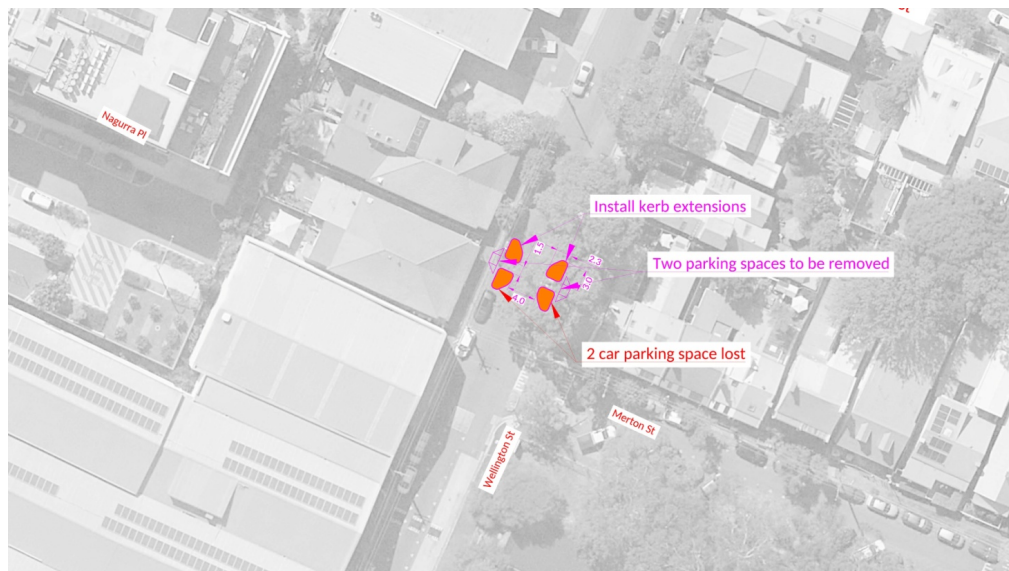 Nagurra Pl
Install kerb extensions
1.5
2.3
Two parking spaces to be removed
3.0
4.0
2 car parking space lost
Merton St
Wellington St